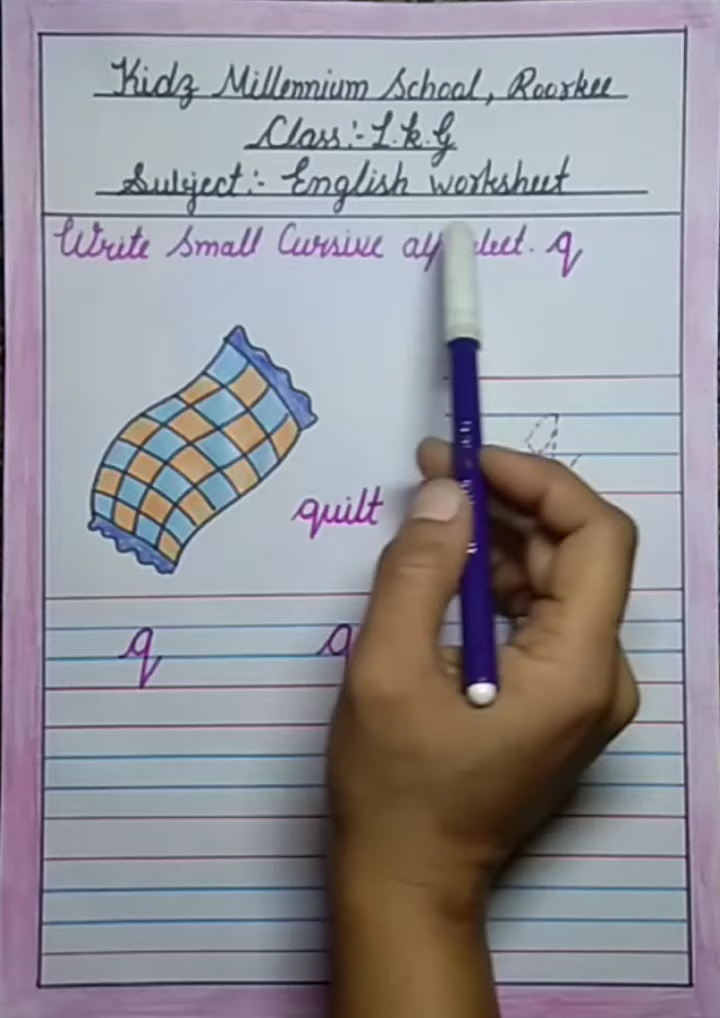 Kidz Millennium School, Roorkee
Class:- L.K.G
Subject:- English worksheet
Write Small Cursive q
q
quilt
q q